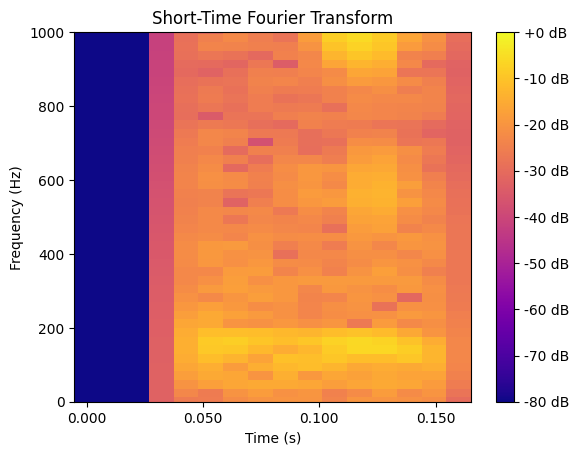 Short-Time Fourier Transform
1000
800
600
400
200
0
Frequency (Hz)
0.000
0.050
0.100
0.150
Time (s)
+0 dB
-10 dB
-20 dB
-30 dB
-40 dB
-50 dB
-60 dB
-70 dB
-80 dB